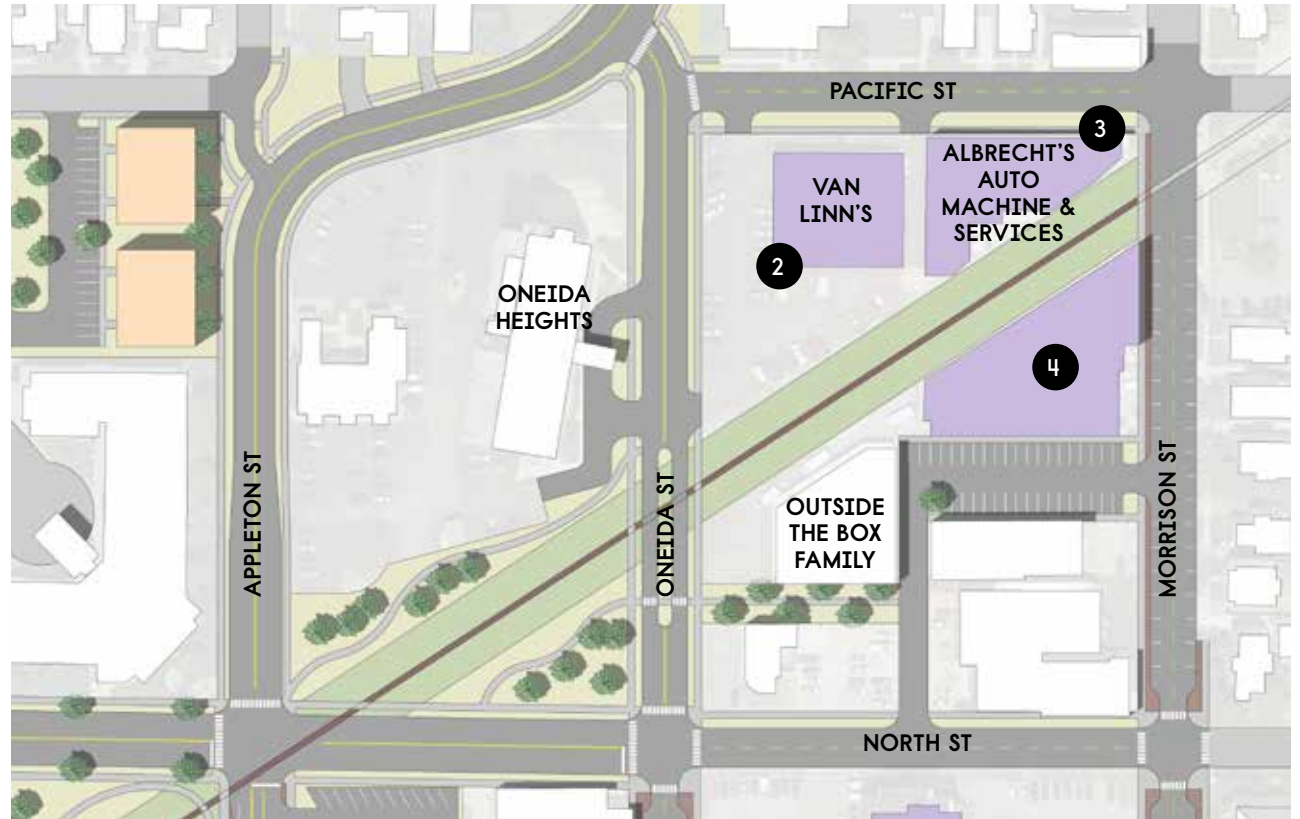 PACIFIC ST
3
ALBRECHT'S
AUTO
MACHINE &
SERVICES
VAN
LINN'S
2
ONEIDA
HEIGHTS
4
APPLETON ST
ONEIDA ST
OUTSIDE
THE BOX
FAMILY
MORRISON ST
NORTH ST